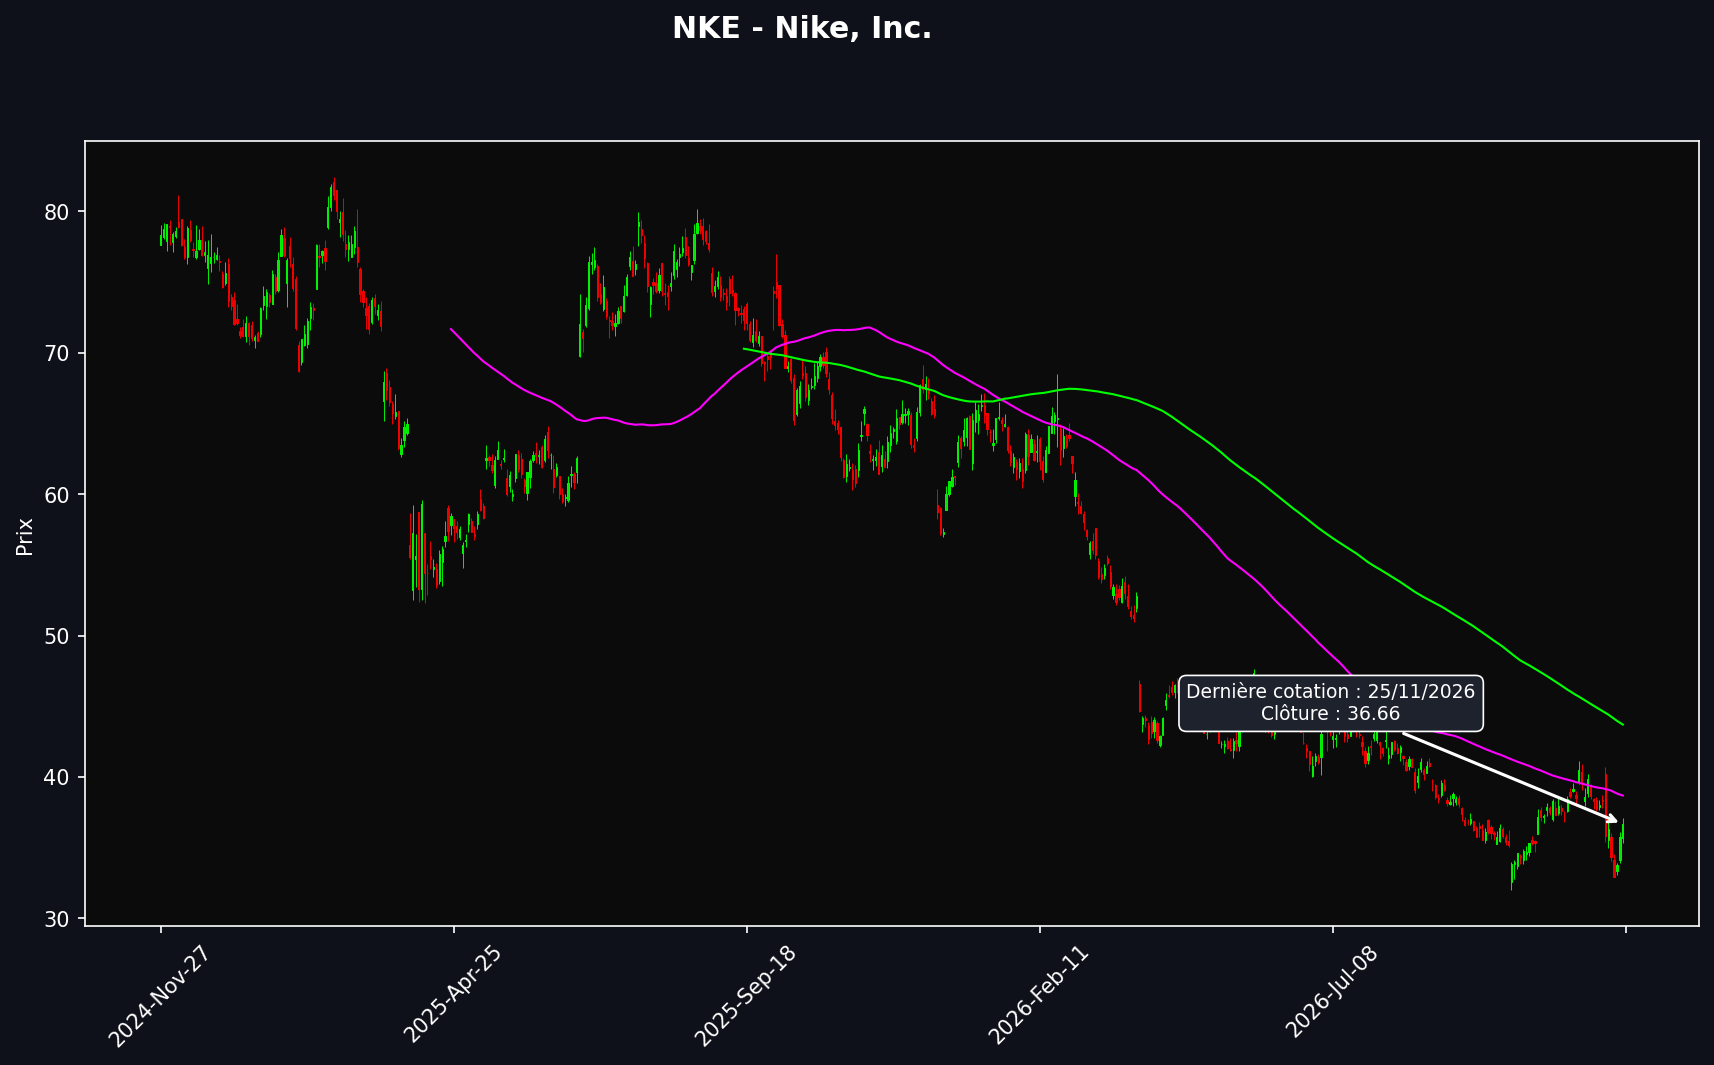 NKE - Nike, Inc.
80
70
60
50
40
30
Prix
Dernière cotation : 25/11/2026
Clôture : 36.66
2024-Nov-27
2025-Apr-25
2025-Sep-18
2026-Feb-11
2026-Jul-08